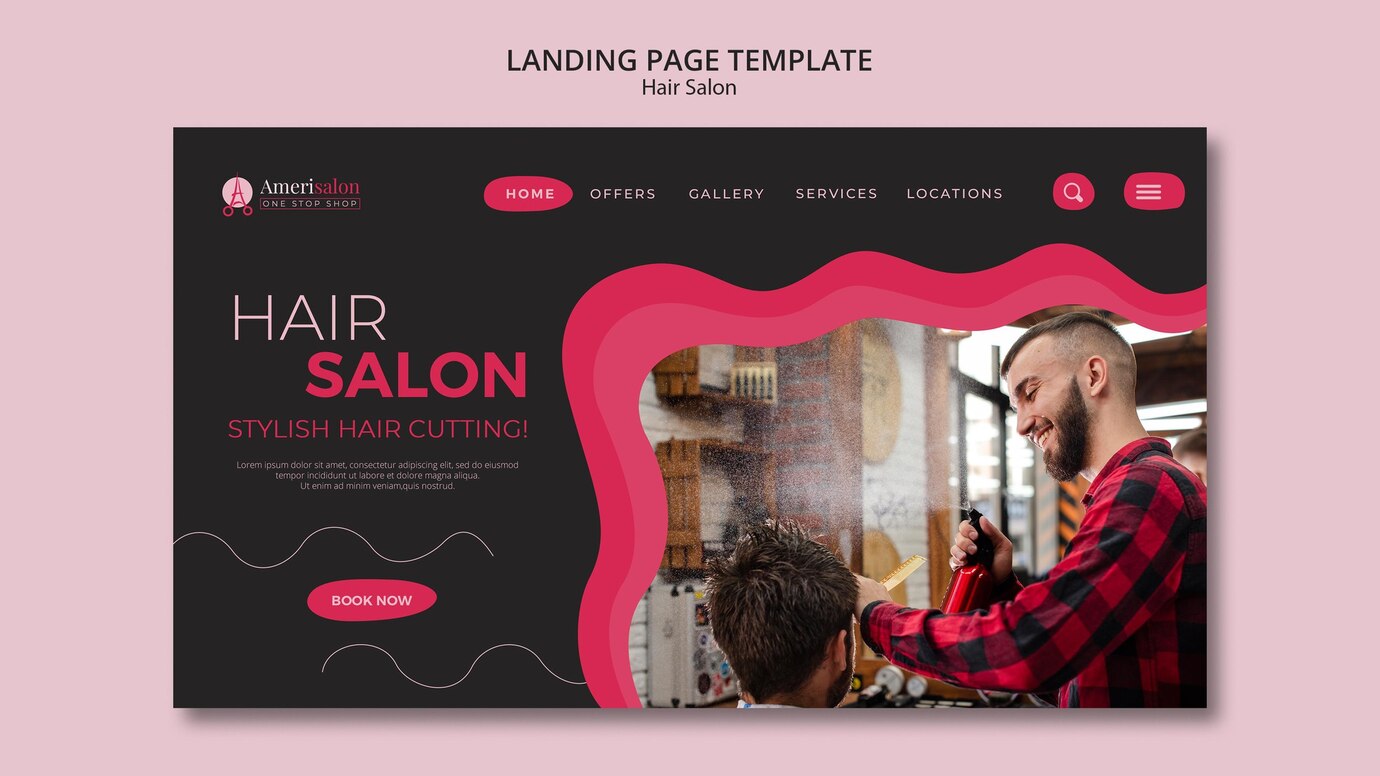 LANDING PAGE TEMPLATE
Hair Salon
Amerisalon
ONE STOP SHOP
HOME
OFFERS
GALLERY
SERVICES
LOCATIONS
HAIR
SALON
STYLISH HAIR CUTTING!
Lorem ipsum dolor sit amet, consectetur adipiscing elit, sed do eiusmod
tempor incididunt ut labore et dolore magna aliqua.
Ut enim ad minim veniam,quis nostrud.
BOOK NOW